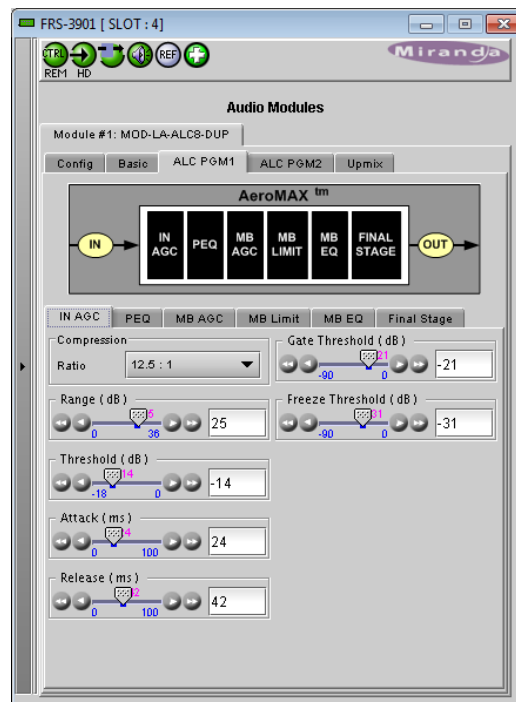 FRS-3901 [ SLOT : 4]
CTRL REF
REM HD
Miranda
Audio Modules
Module #1: MOD-LA-ALC8-DUP
Config Basic ALC PGM1 ALC PGM2 Upmix
AeroMAX tm
IN
IN AGC
PEQ
MB AGC
MB LIMIT
MB EQ
FINAL STAGE
OUT
IN AGC PEQ MB AGC MB Limit MB EQ Final Stage
Compression
Ratio 12.5 : 1
Gate Threshold ( dB )
21
-90 0
-21
Range ( dB )
5
0 36
25
Freeze Threshold ( dB )
31
-90 0
-31
Threshold ( dB )
14
-18 0
-14
Attack ( ms )
4
0 100
24
Release ( ms )
2
0 100
42